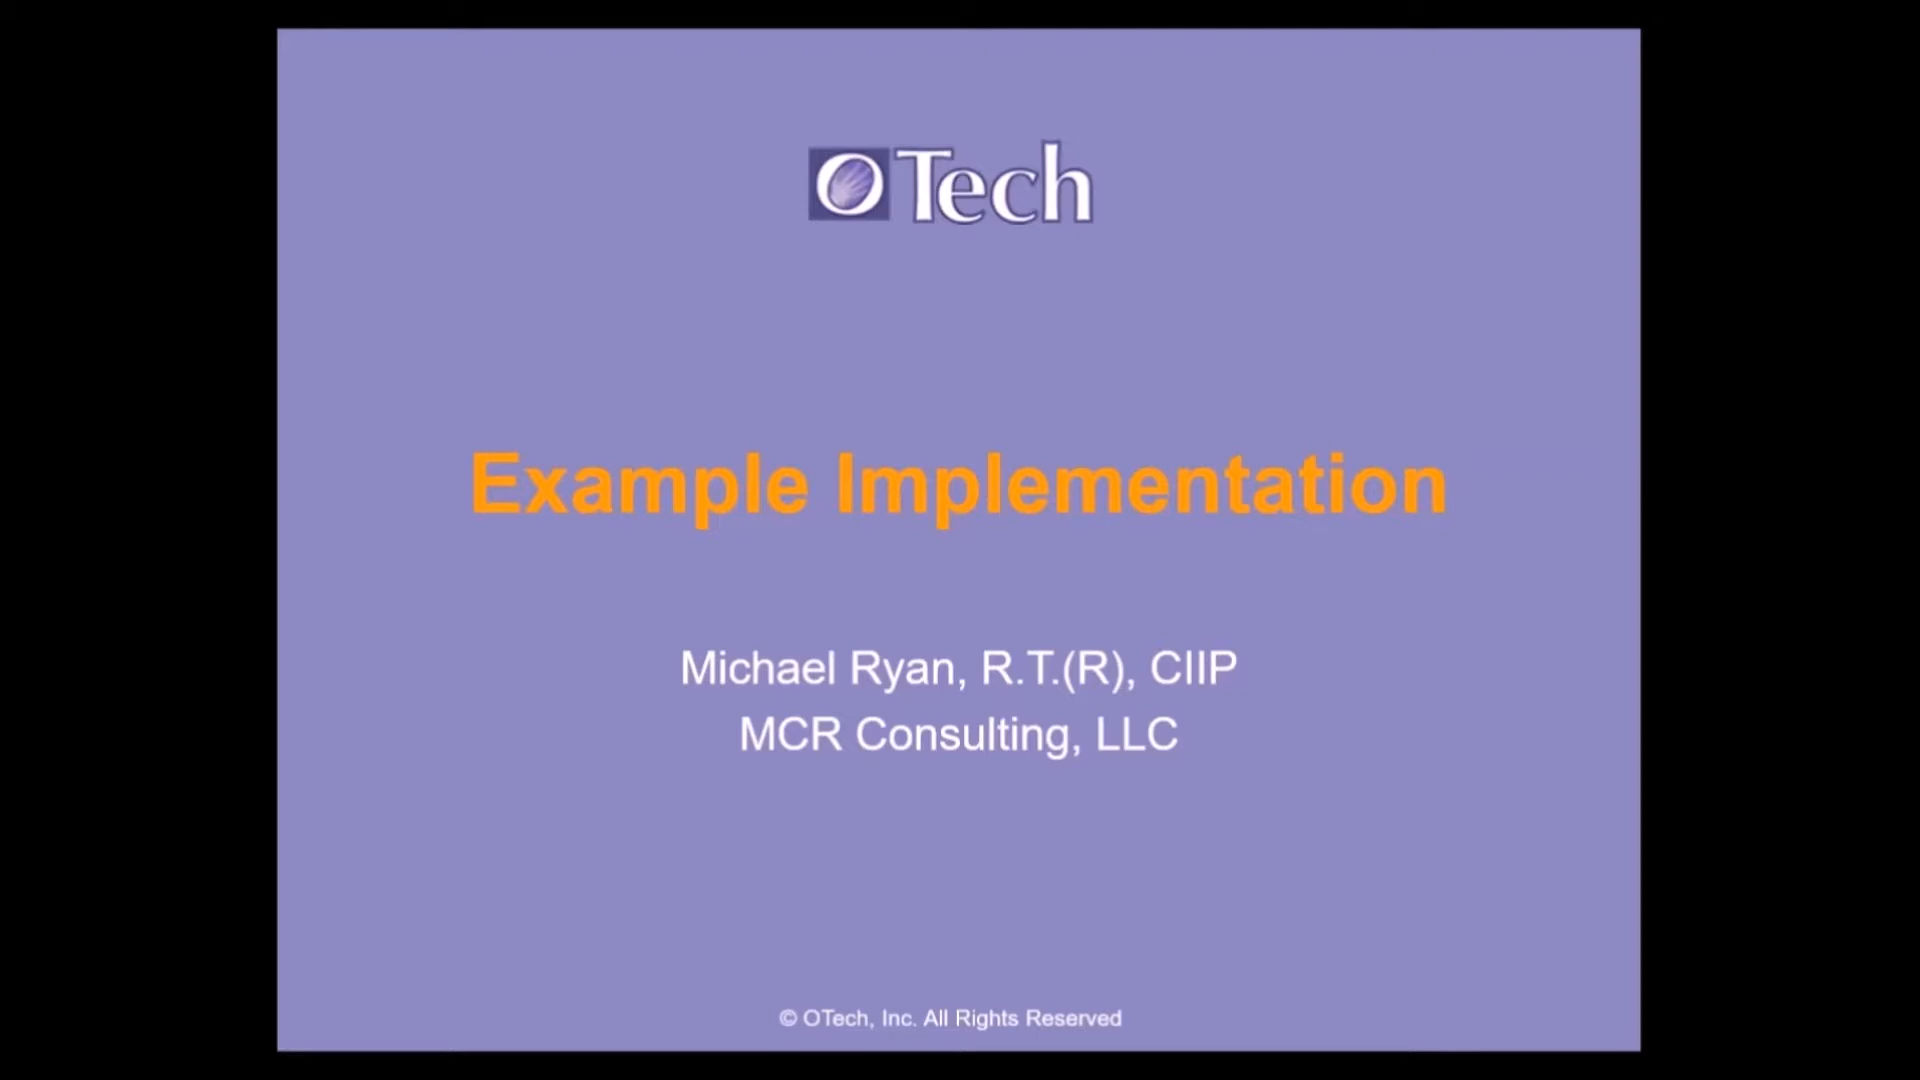 OTech
Example Implementation
Michael Ryan, R.T.(R), CIIP
MCR Consulting, LLC
© OTech, Inc. All Rights Reserved